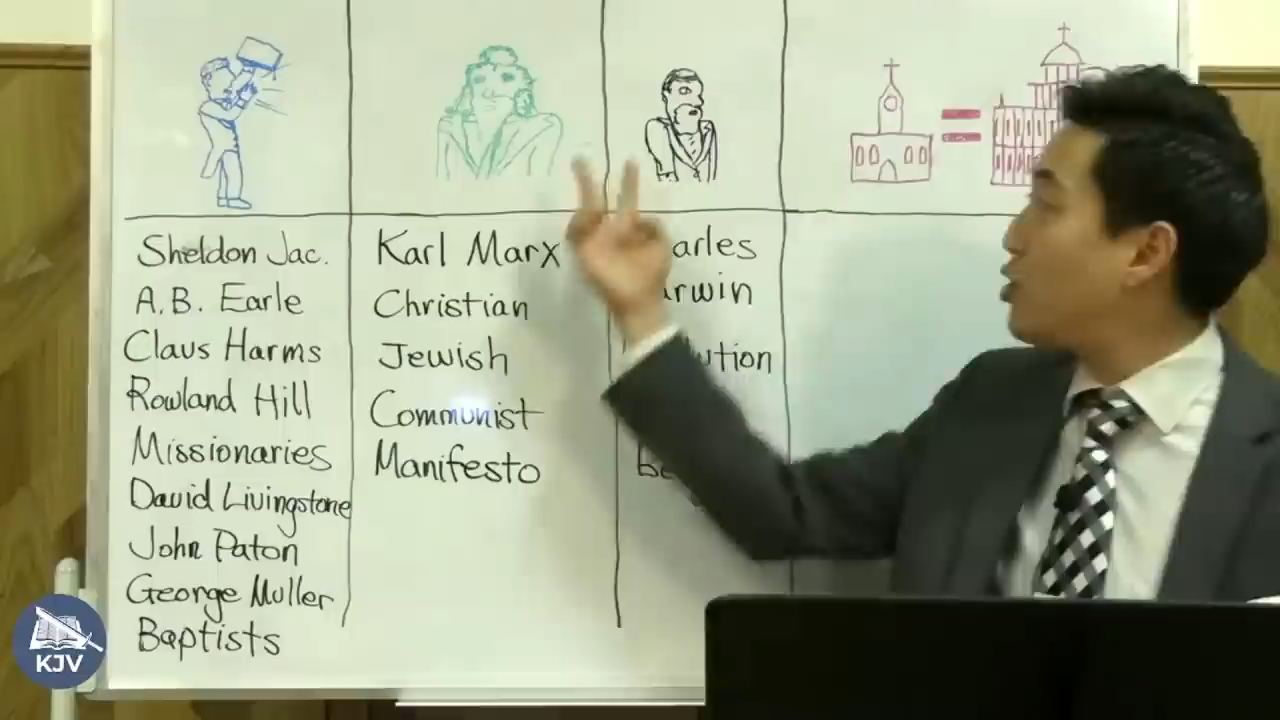 Sheldon Jac.
A.B. Earle
Claus Harms
Rowland Hill
Missionaries
David Livingstone
John Paton
George Muller
Baptists
Karl Marx
Christian
Jewish
Communist
Manifesto
KJV